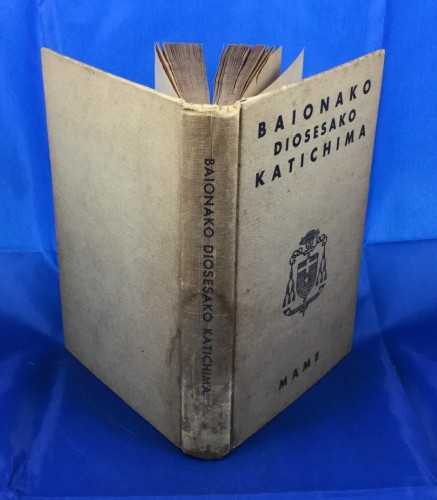 BAIONAKO
DIOSESAKO
KATICHIMA
MAME
BAIONAKO DIOSESAKO KATICHIMA